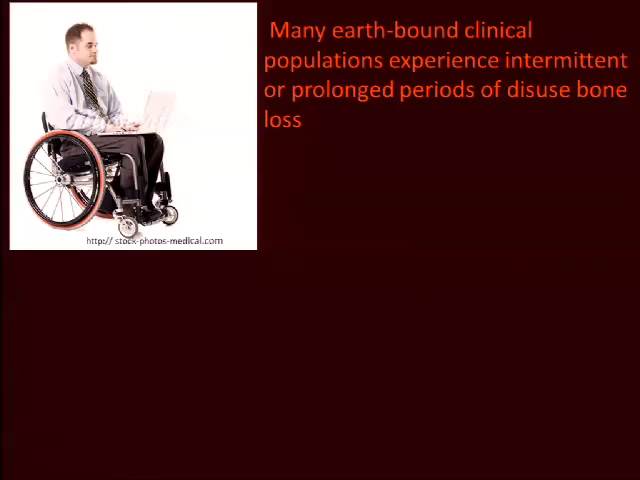 Many earth-bound clinical
populations experience intermittent
or prolonged periods of disuse bone
loss
http:// stock-photos-medical.com